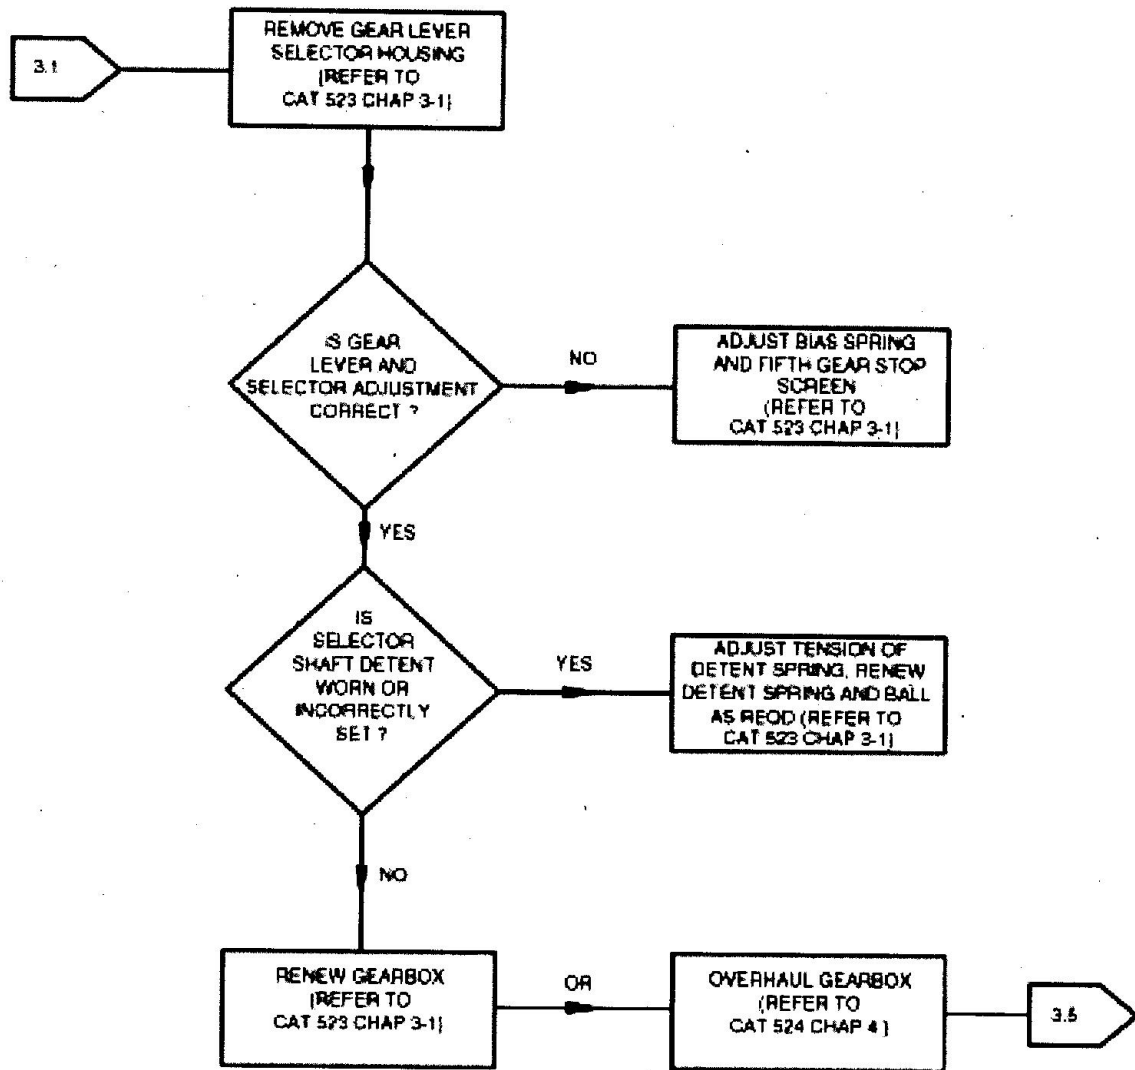 3.1
REMOVE GEAR LEVER
SELECTOR HOUSING
(REFER TO
CAT 523 CHAP 3-1)
IS GEAR
LEVER AND
SELECTOR ADJUSTMENT
CORRECT ?
NO
ADJUST BIAS SPRING
AND FIFTH GEAR STOP
SCREEN
(REFER TO
CAT 523 CHAP 3-1)
YES
IS
SELECTOR
SHAFT DETENT
WORN OR
INCORRECTLY
SET ?
YES
ADJUST TENSION OF
DETENT SPRING, RENEW
DETENT SPRING AND BALL
AS REQD (REFER TO
CAT 523 CHAP 3-1)
NO
RENEW GEARBOX
(REFER TO
CAT 523 CHAP 3-1)
OR
OVERHAUL GEARBOX
(REFER TO
CAT 524 CHAP 4 )
3.5